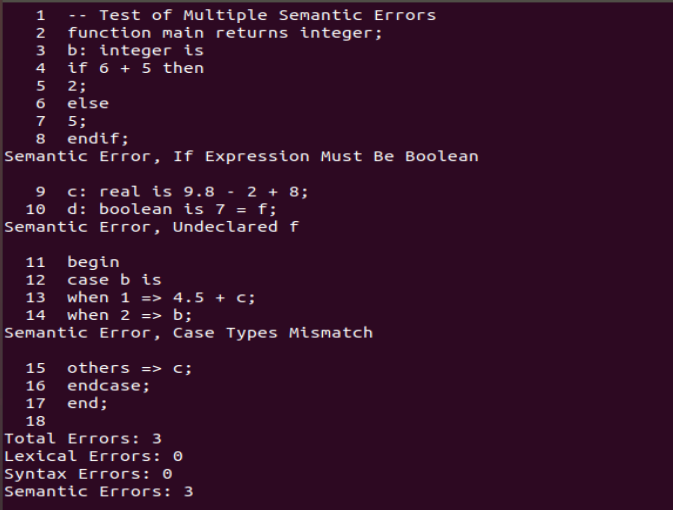 1 -- Test of Multiple Semantic Errors
2 function main returns integer;
3 b: integer is
4 if 6 + 5 then
5 2;
6 else
7 5;
8 endif;
Semantic Error, If Expression Must Be Boolean
9 c: real is 9.8 - 2 + 8;
10 d: boolean is 7 = f;
Semantic Error, Undeclared f
11 begin
12 case b is
13 when 1 => 4.5 + c;
14 when 2 => b;
Semantic Error, Case Types Mismatch
15 others => c;
16 endcase;
17 end;
18
Total Errors: 3
Lexical Errors: 0
Syntax Errors: 0
Semantic Errors: 3